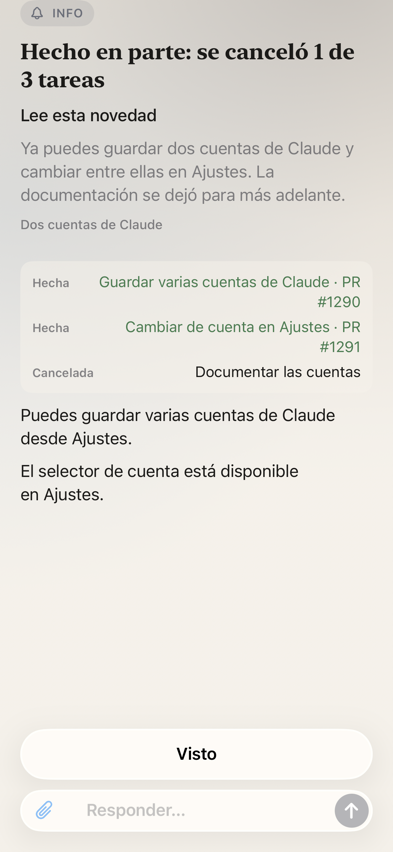 INFO
Hecho en parte: se canceló 1 de
3 tareas
Lee esta novedad
Ya puedes guardar dos cuentas de Claude y
cambiar entre ellas en Ajustes. La
documentación se dejó para más adelante.
Dos cuentas de Claude
Hecha Guardar varias cuentas de Claude · PR
#1290
Hecha Cambiar de cuenta en Ajustes · PR
#1291
Cancelada Documentar las cuentas
Puedes guardar varias cuentas de Claude
desde Ajustes.
El selector de cuenta está disponible
en Ajustes.
Visto
Responder...